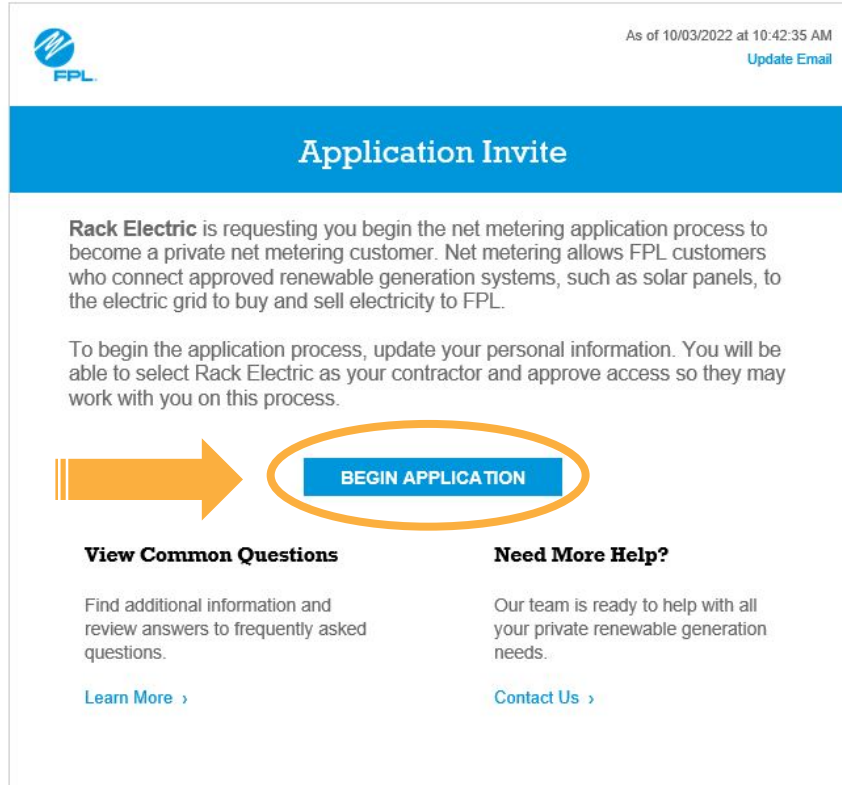 FPL.
As of 10/03/2022 at 10:42:35 AM
Update Email
Application Invite
Rack Electric is requesting you begin the net metering application process to
become a private net metering customer. Net metering allows FPL customers
who connect approved renewable generation systems, such as solar panels, to
the electric grid to buy and sell electricity to FPL.
To begin the application process, update your personal information. You will be
able to select Rack Electric as your contractor and approve access so they may
work with you on this process.
BEGIN APPLICATION
View Common Questions
Find additional information and
review answers to frequently asked
questions.
Learn More ›
Need More Help?
Our team is ready to help with all
your private renewable generation
needs.
Contact Us ›